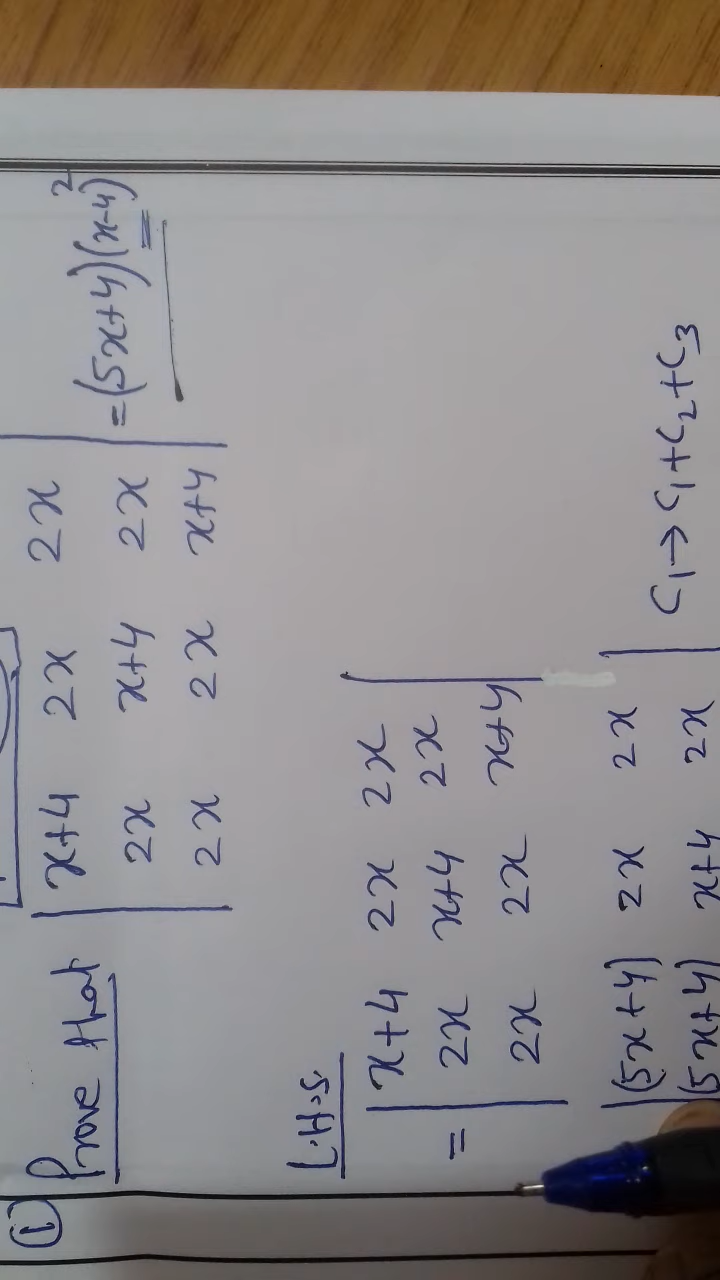 (i) Prove that
| x+4 2x 2x |
| 2x x+4 2x | = (5x+4)(x-4)²
| 2x 2x x+4 |
L.H.S.
| x+4 2x 2x |
= | 2x x+4 2x |
| 2x 2x x+4 |
| (5x+4) 2x 2x | C₁→C₁+C₂+C₃
| (5x+4) x+4 2x